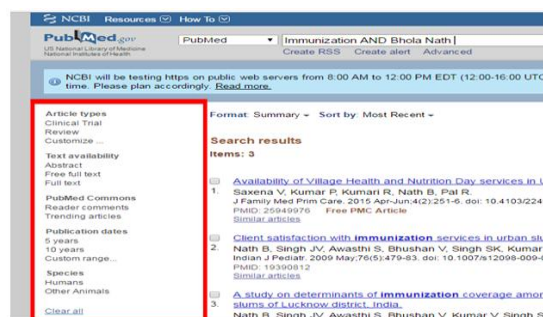 NCBI Resources How To
PubMed.gov
US National Library of Medicine
National Institutes of Health
PubMed
Immunization AND Bhola Nath
Create RSS Create alert Advanced
NCBI will be testing https on public web servers from 8:00 AM to 12:00 PM EDT (12:00-16:00 UTC
time. Please plan accordingly. Read more.
Article types
Clinical Trial
Review
Customize ...
Text availability
Abstract
Free full text
Full text
PubMed Commons
Reader comments
Trending articles
Publication dates
5 years
10 years
Custom range...
Species
Humans
Other Animals
Clear all
Format: Summary Sort by: Most Recent
Search results
Items: 3
1. Availability of Village Health and Nutrition Day services in U
Saxena V, Kumar P, Kumari R, Nath B, Pal R.
J Family Med Prim Care. 2015 Apr-Jun;4(2):251-6. doi: 10.4103/224
PMID: 25949976 Free PMC Article
Similar articles
2. Client satisfaction with immunization services in urban slu
Nath B, Singh JV, Awasthi S, Bhushan V, Singh SK, Kumar
Indian J Pediatr. 2009 May;76(5):479-83. doi: 10.1007/s12098-009-
PMID: 19390812
Similar articles
3. A study on determinants of immunization coverage amon
slums of Lucknow district, India.
Nath B, Singh JV, Awasthi S, Bhushan V, Kumar V, Singh S